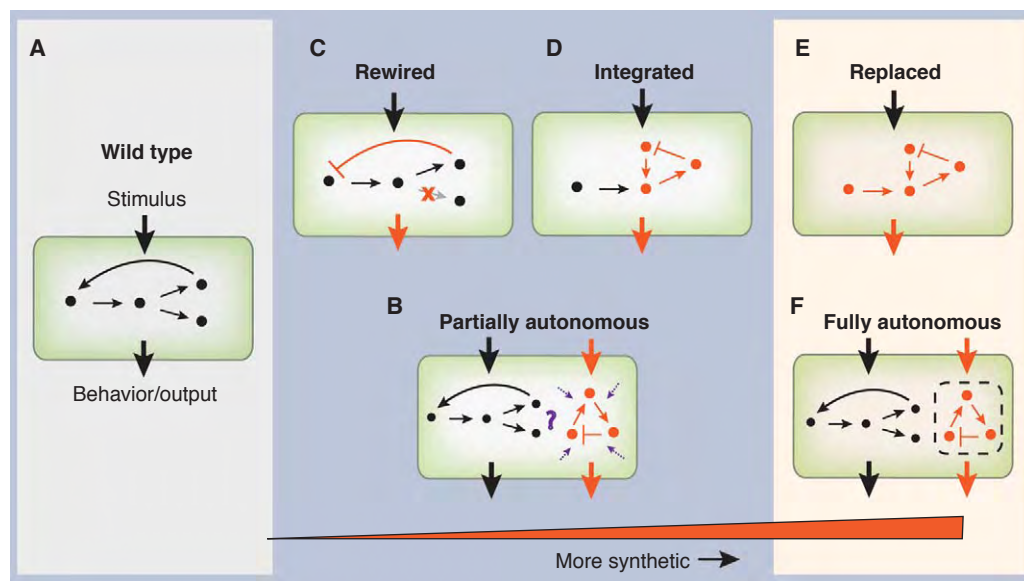 A
Wild type
Stimulus
Behavior/output
C
Rewired
X
D
Integrated
E
Replaced
B
Partially autonomous
?
F
Fully autonomous
More synthetic